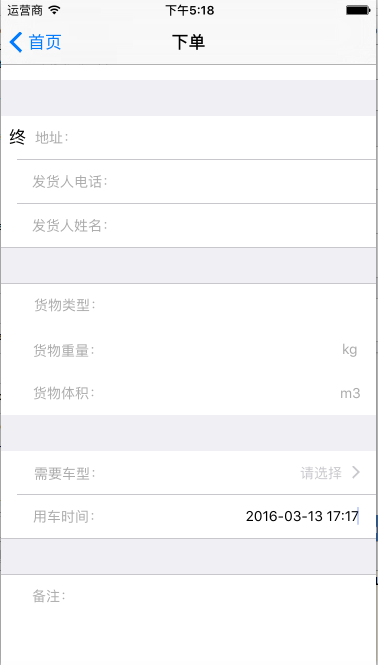 运营商 下午5:18
首页 下单
终 地址：
发货人电话：
发货人姓名：
货物类型：
货物重量： kg
货物体积： m3
需要车型： 请选择
用车时间： 2016-03-13 17:17
备注：